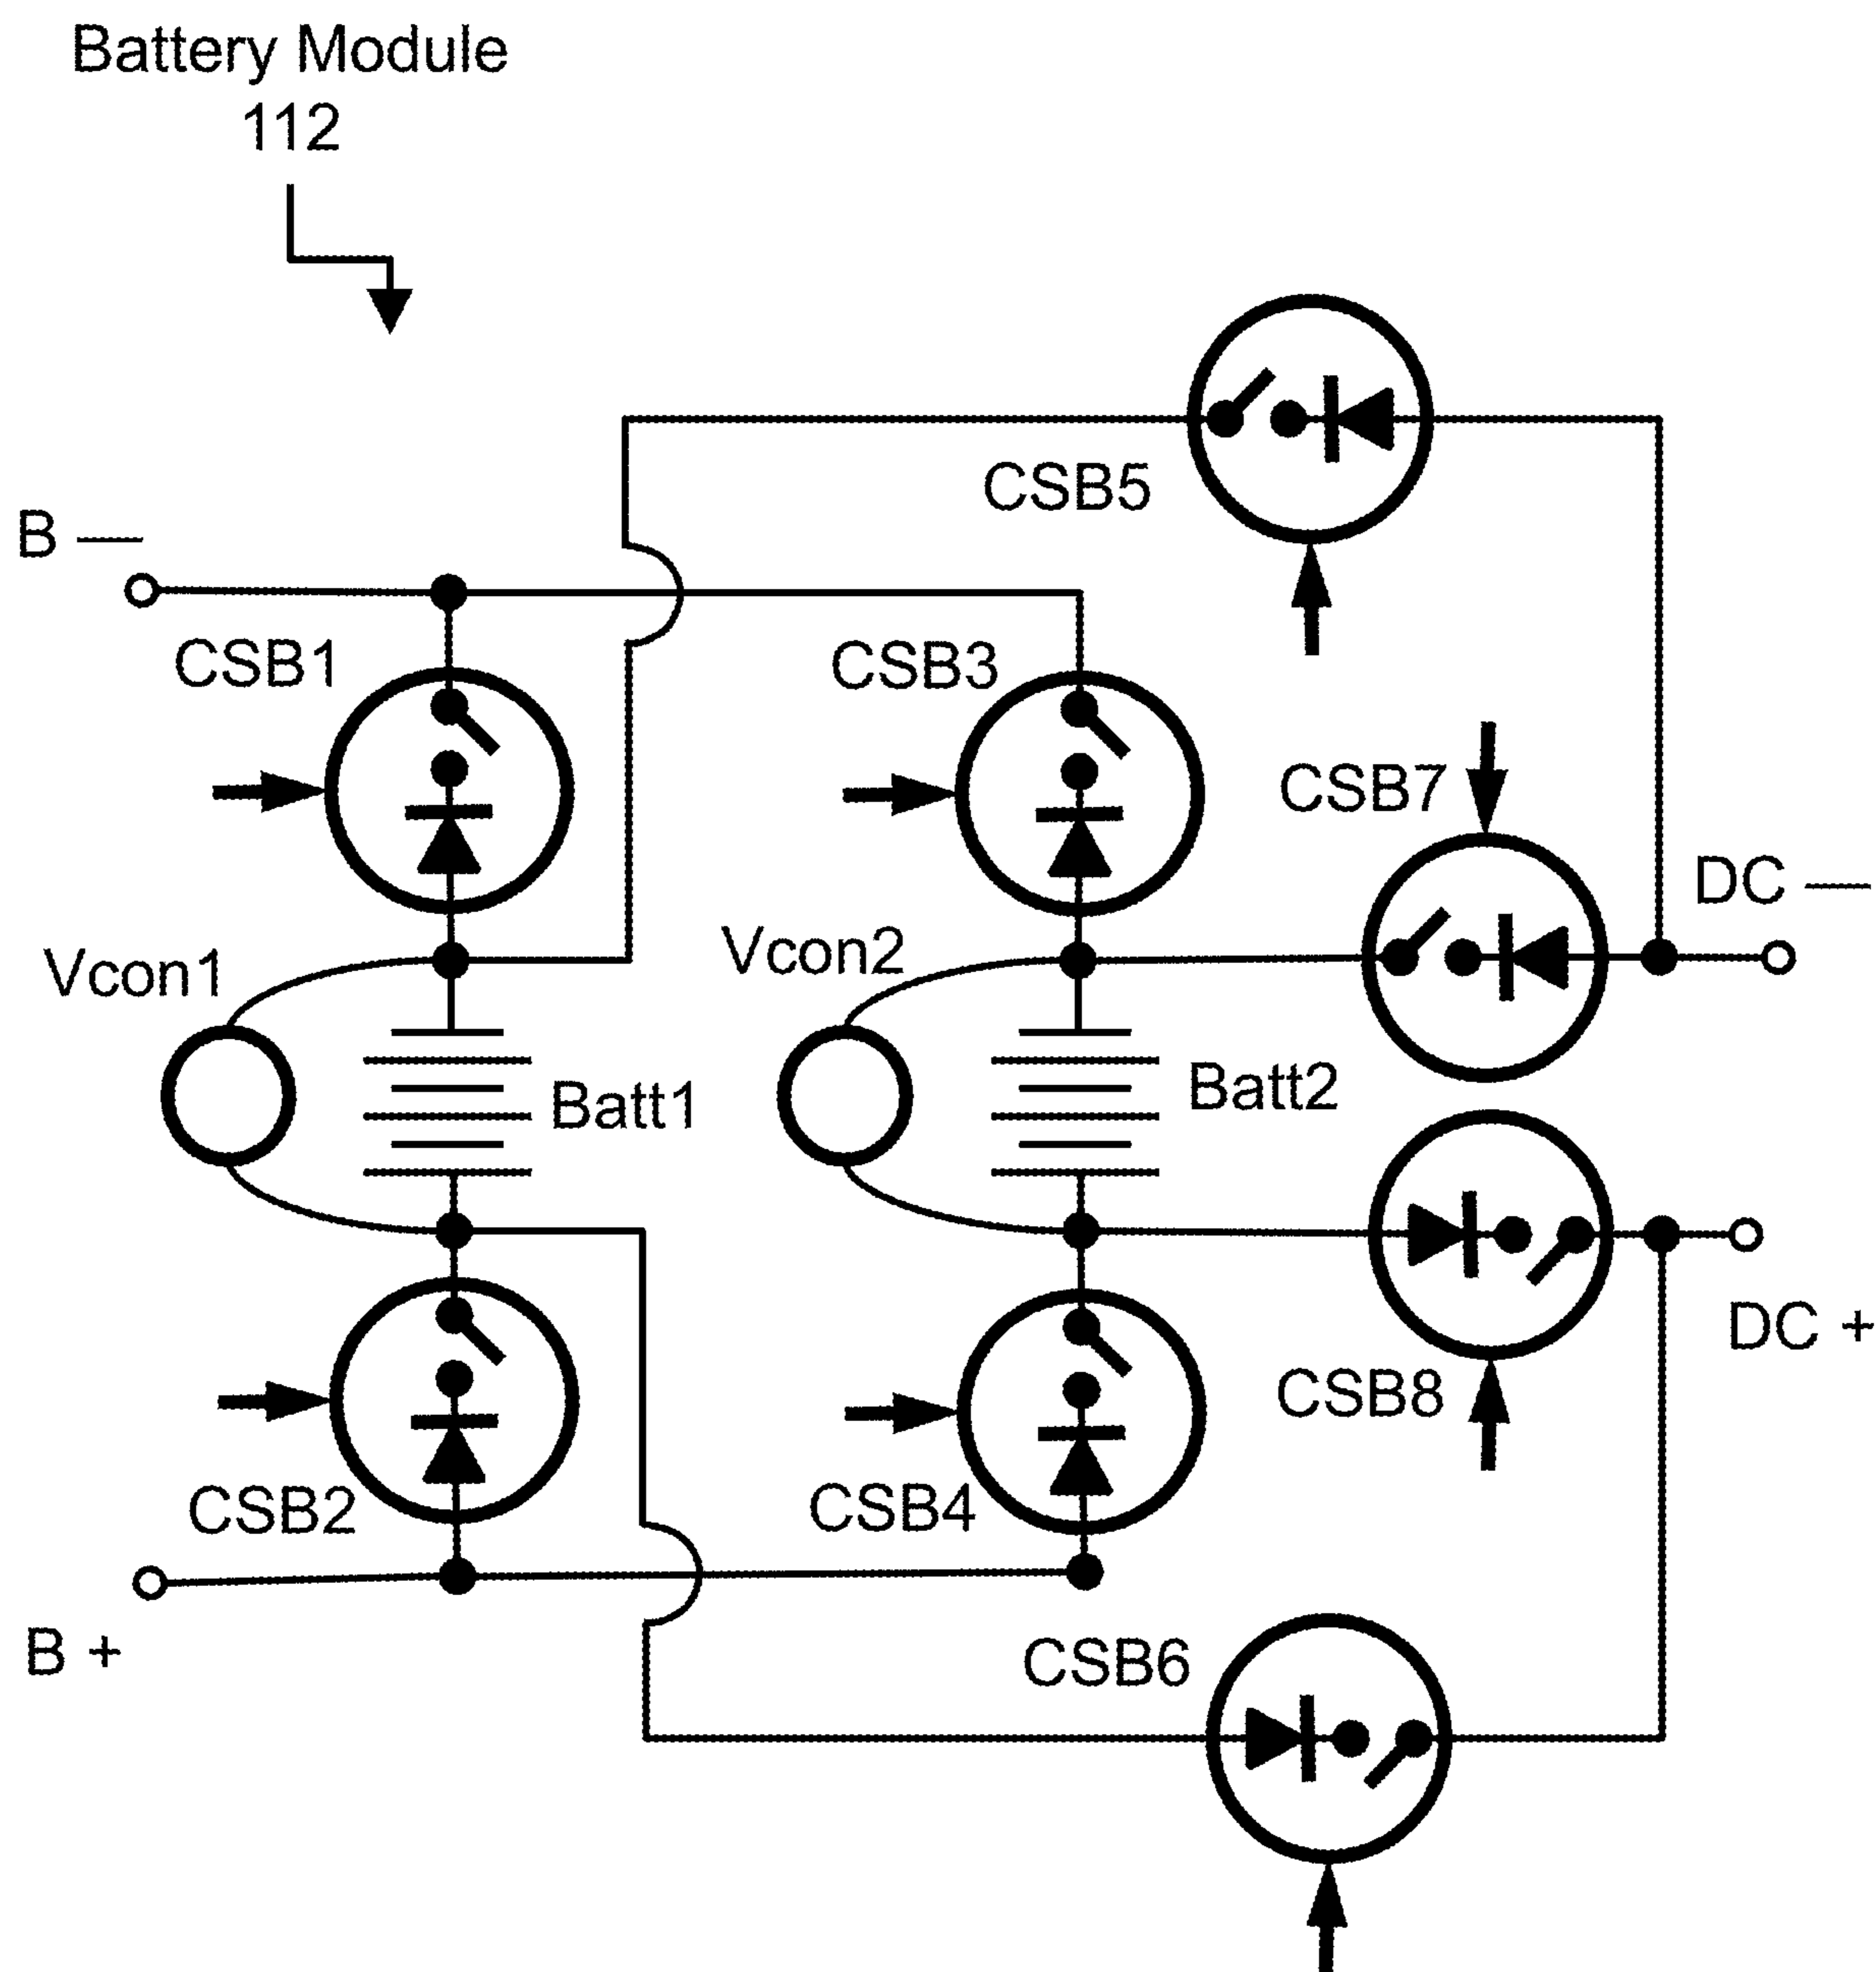 Battery Module
112
CSB5
B —
CSB1
CSB3
CSB7
DC —
Vcon1
Vcon2
Batt1
Batt2
DC +
CSB8
CSB2
CSB4
B +
CSB6